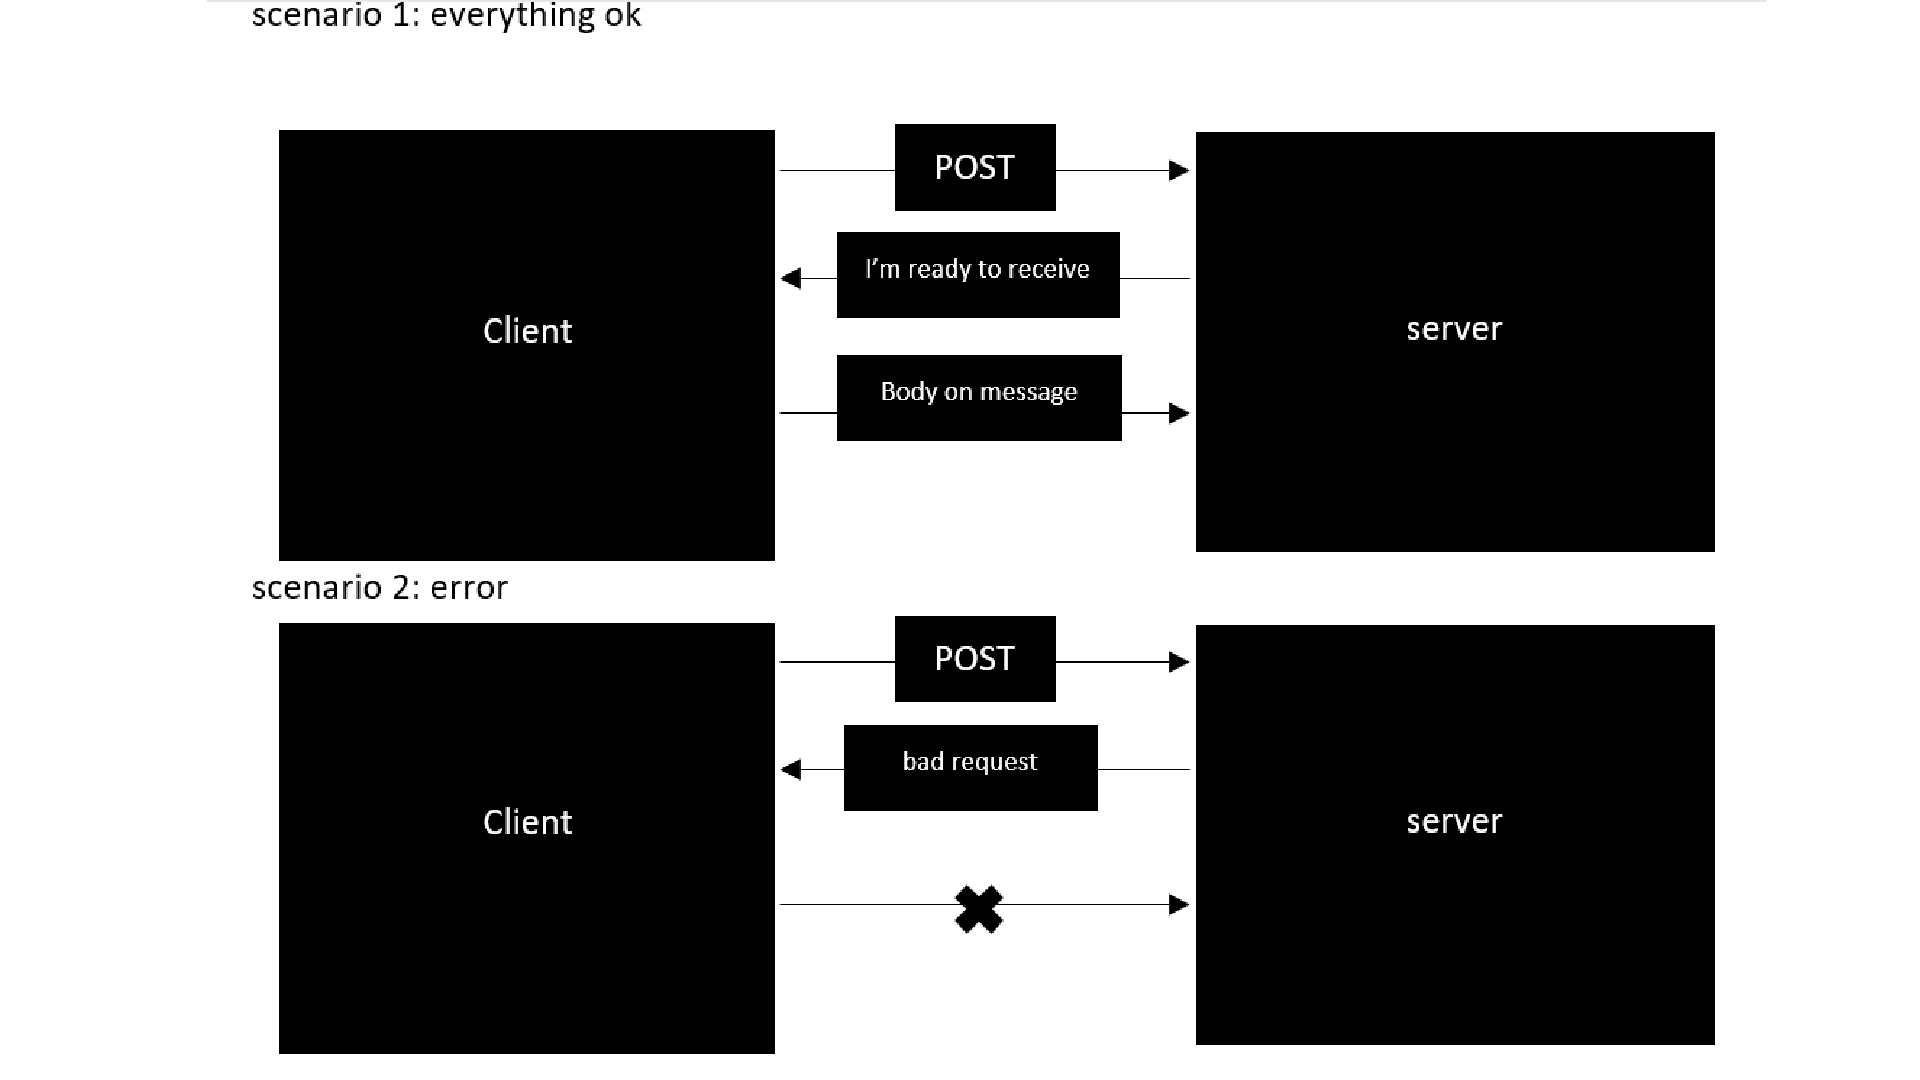 scenario 1: everything ok
POST
I'm ready to receive
Client
server
Body on message
scenario 2: error
POST
bad request
Client
server